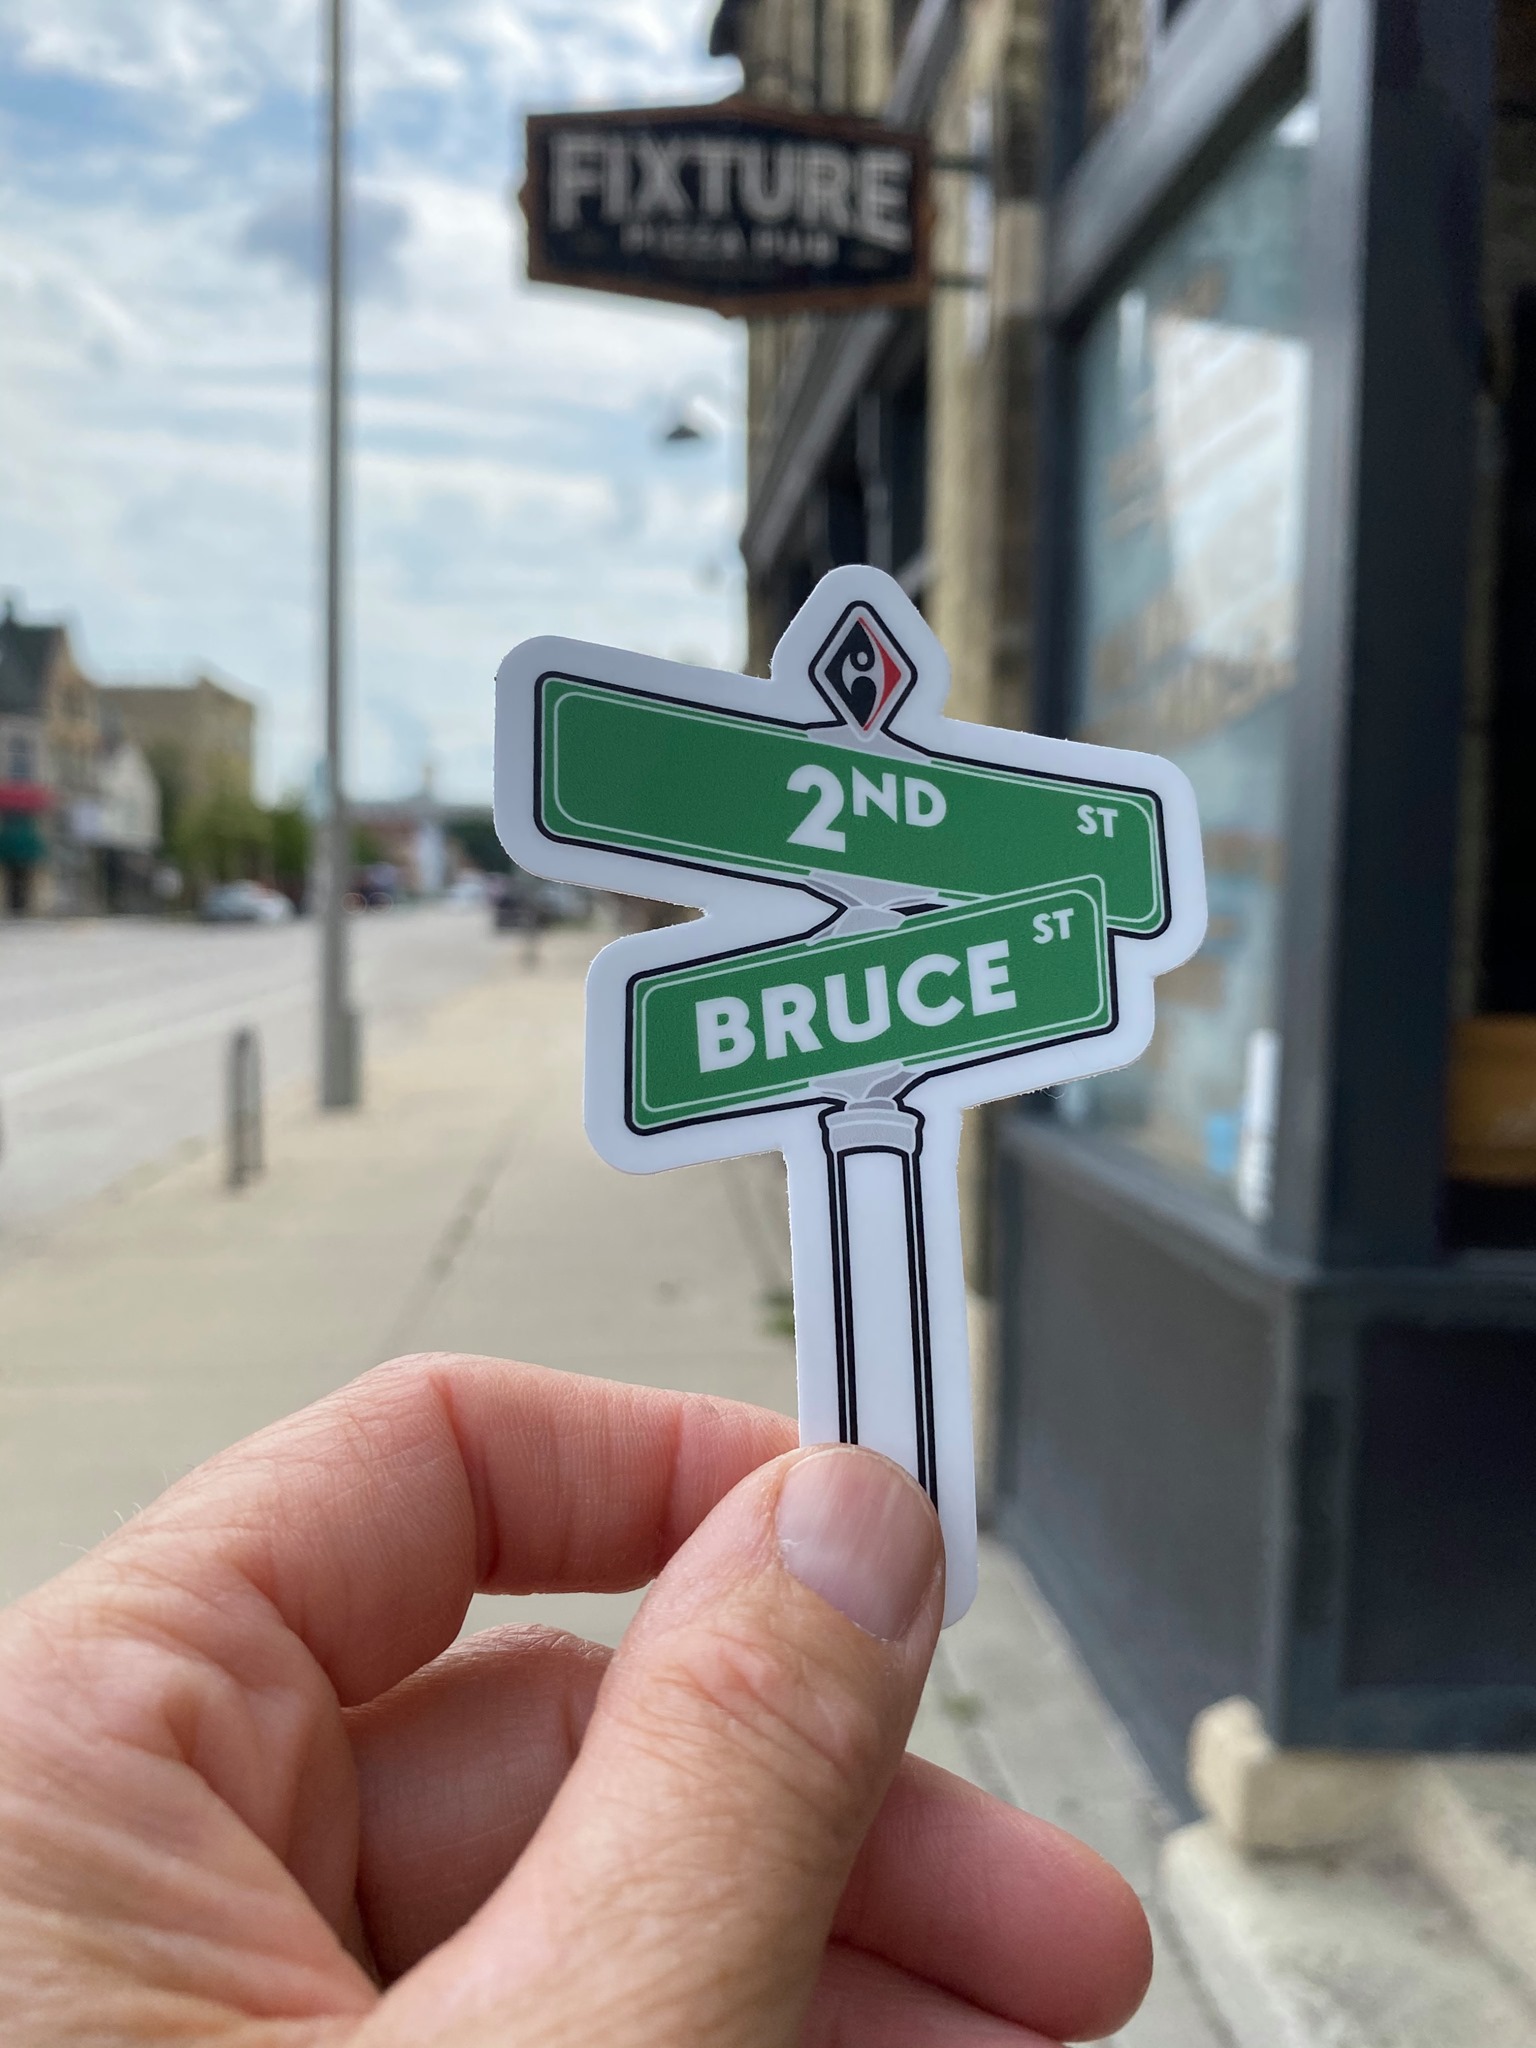 FIXTURE
PIZZA PUB
2ND ST
BRUCE ST